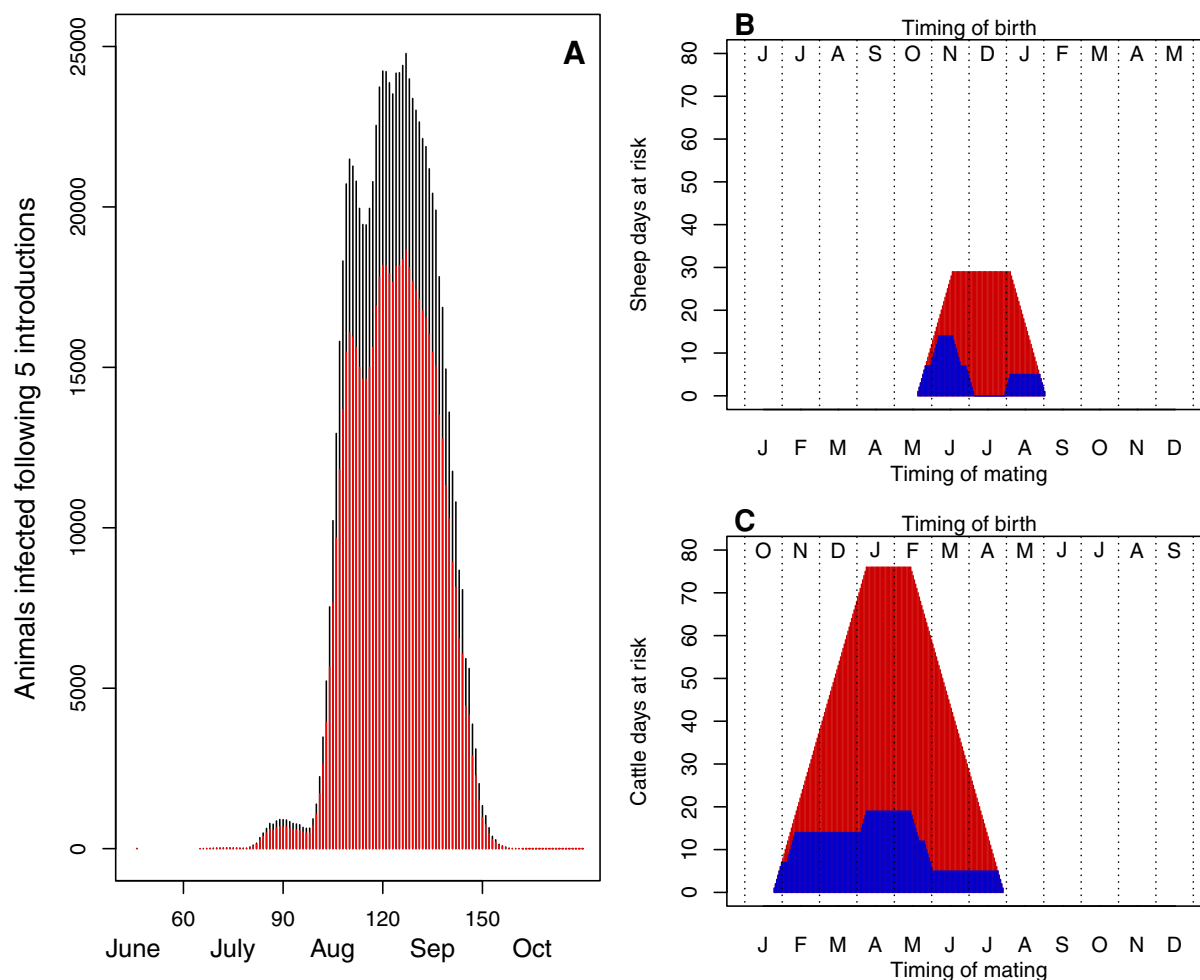 A
Animals infected following 5 introductions
25000
20000
15000
10000
5000
0
60 90 120 150
June July Aug Sep Oct
B
Timing of birth
J J A S O N D J F M A M
Sheep days at risk
80
70
60
50
40
30
20
10
0
J F M A M J J A S O N D
Timing of mating
C
Timing of birth
O N D J F M A M J J A S
Cattle days at risk
80
70
60
50
40
30
20
10
0
J F M A M J J A S O N D
Timing of mating